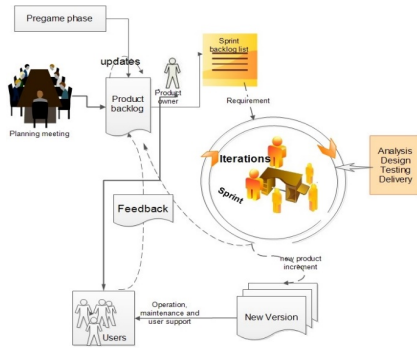 Pregame phase
Sprint
backlog list
updates
Product
owner
Product
backlog
Planning meeting
Requirement
Iterations
Sprint
Analysis
Design
Testing
Delivery
Feedback
new product
increment
Operation,
maintenance and
user support
New Version
Users